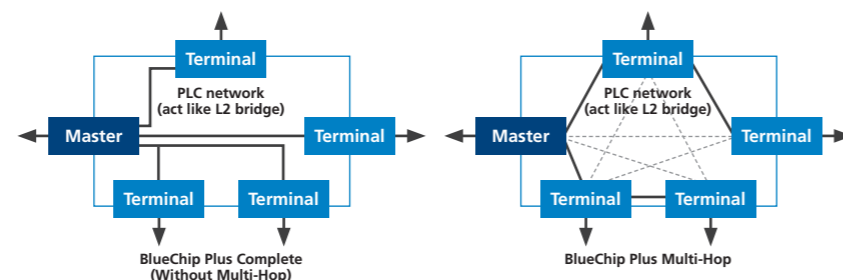 Terminal
PLC network
(act like L2 bridge)
Master
Terminal
Terminal
Terminal
BlueChip Plus Complete
(Without Multi-Hop)
Terminal
PLC network
(act like L2 bridge)
Master
Terminal
Terminal
Terminal
BlueChip Plus Multi-Hop